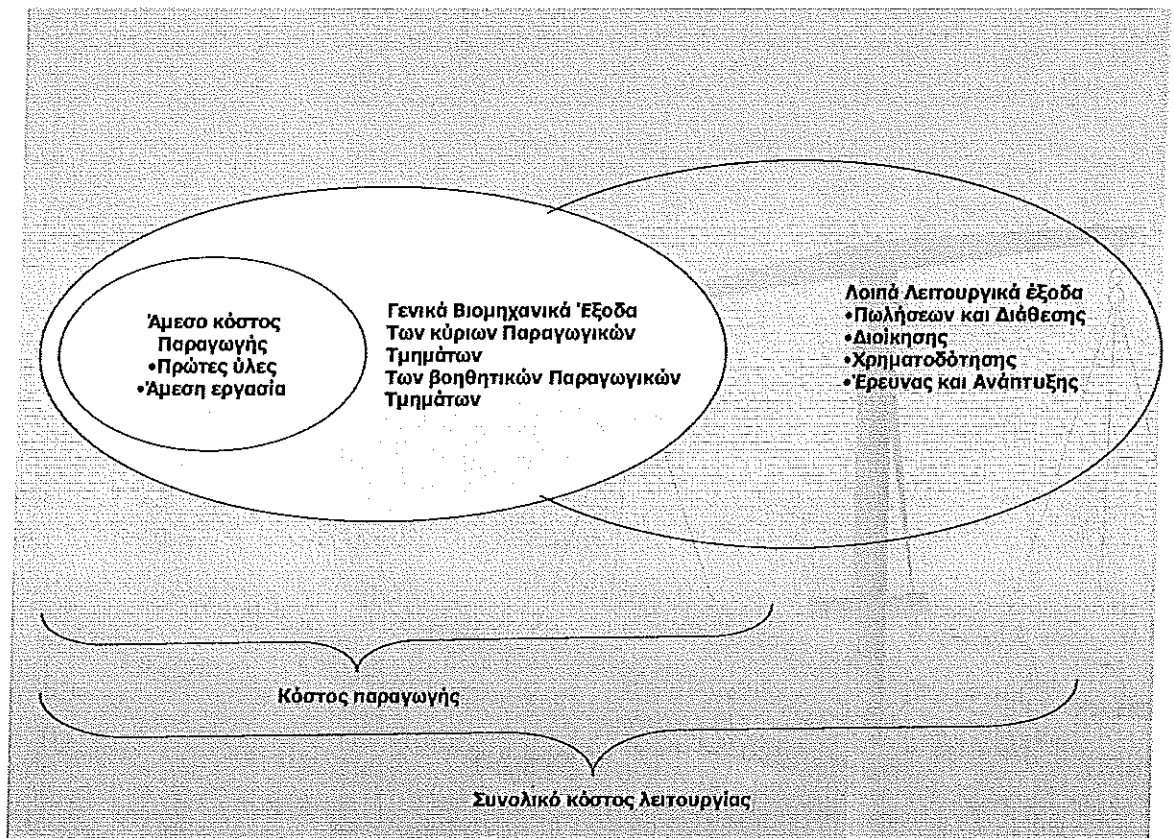 Άμεσο κόστος
Παραγωγής
•Πρώτες ύλες
•Άμεση εργασία
Γενικά Βιομηχανικά Έξοδα
Των κύριων Παραγωγικών
Τμημάτων
Των βοηθητικών Παραγωγικών
Τμημάτων
Λοιπά Λειτουργικά έξοδα
•Πωλήσεων και Διάθεσης
•Διοίκησης
•Χρηματοδότησης
•Έρευνας και Ανάπτυξης
Κόστος παραγωγής
Συνολικό κόστος λειτουργίας